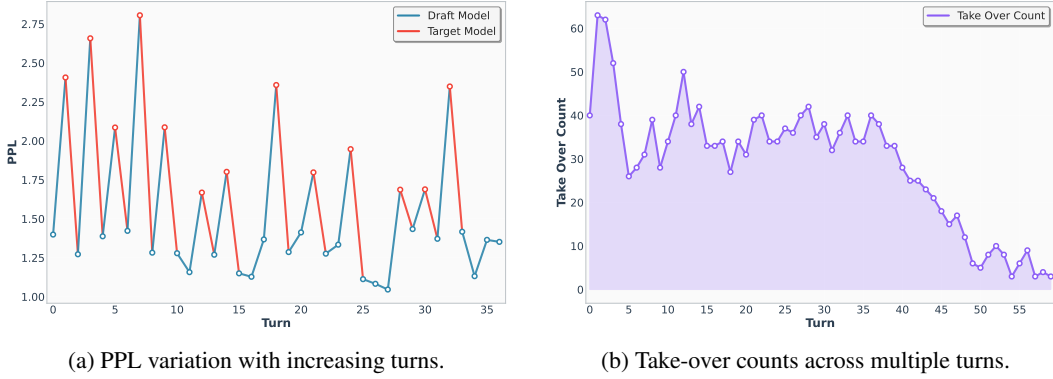 Draft Model
Target Model
2.75
2.50
2.25
2.00
1.75
1.50
1.25
1.00
PPL
0 5 10 15 20 25 30 35
Turn
(a) PPL variation with increasing turns.
Take Over Count
60
50
40
30
20
10
0
Take Over Count
0 5 10 15 20 25 30 35 40 45 50 55
Turn
(b) Take-over counts across multiple turns.